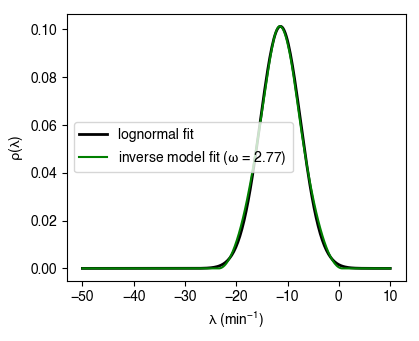 0.10
0.08
0.06
0.04
0.02
0.00
ρ(λ)
lognormal fit
inverse model fit (ω = 2.77)
−50 −40 −30 −20 −10 0 10
λ (min⁻¹)